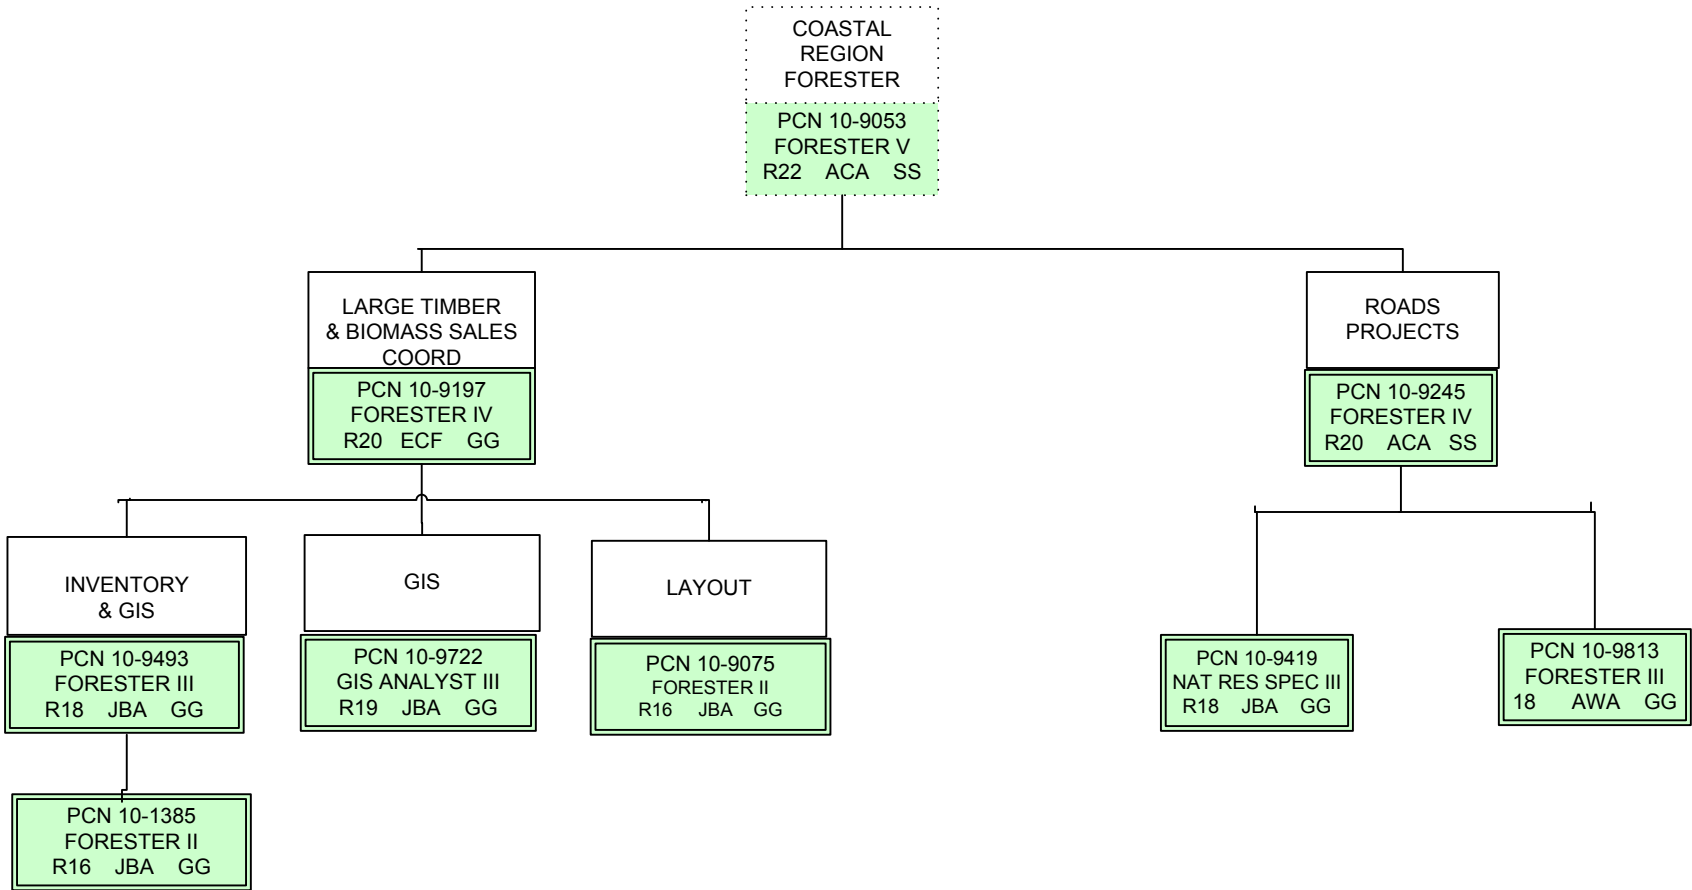 COASTAL
REGION
FORESTER
PCN 10-9053
FORESTER V
R22 ACA SS
LARGE TIMBER
& BIOMASS SALES
COORD
PCN 10-9197
FORESTER IV
R20 ECF GG
ROADS
PROJECTS
PCN 10-9245
FORESTER IV
R20 ACA SS
INVENTORY
& GIS
PCN 10-9493
FORESTER III
R18 JBA GG
GIS
PCN 10-9722
GIS ANALYST III
R19 JBA GG
LAYOUT
PCN 10-9075
FORESTER II
R16 JBA GG
PCN 10-9419
NAT RES SPEC III
R18 JBA GG
PCN 10-9813
FORESTER III
18 AWA GG
PCN 10-1385
FORESTER II
R16 JBA GG